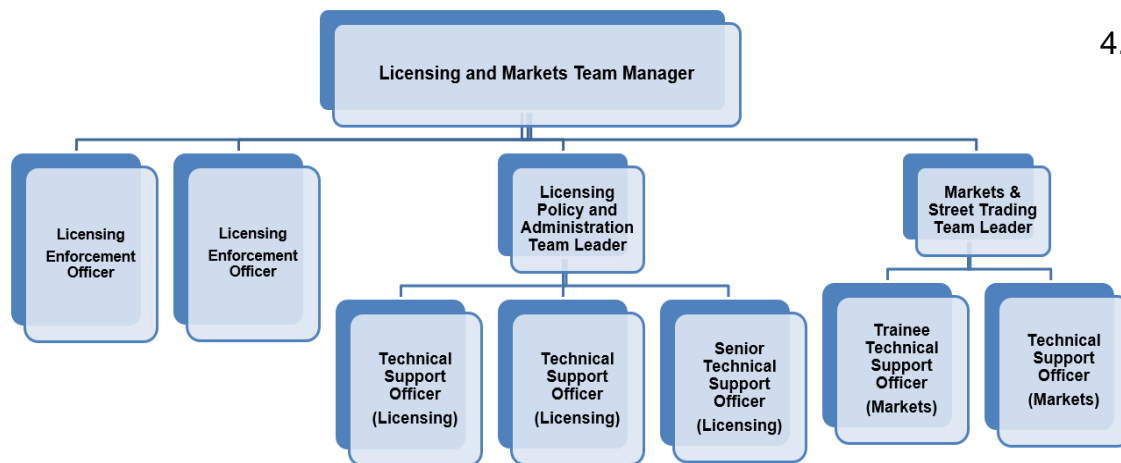 4.
Licensing and Markets Team Manager
Licensing
Enforcement
Officer
Licensing
Enforcement
Officer
Licensing
Policy and
Administration
Team Leader
Markets &
Street Trading
Team Leader
Technical
Support
Officer
(Licensing)
Technical
Support
Officer
(Licensing)
Senior
Technical
Support
Officer
(Licensing)
Trainee
Technical
Support
Officer
(Markets)
Technical
Support
Officer
(Markets)